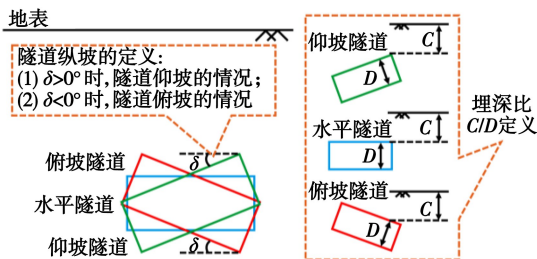 地表
隧道纵坡的定义:
(1) δ>0°时,隧道仰坡的情况;
(2) δ<0°时,隧道俯坡的情况
俯坡隧道
δ
水平隧道
仰坡隧道
δ
仰坡隧道
C
D
水平隧道
C
D
俯坡隧道
C
D
埋深比
C/D定义